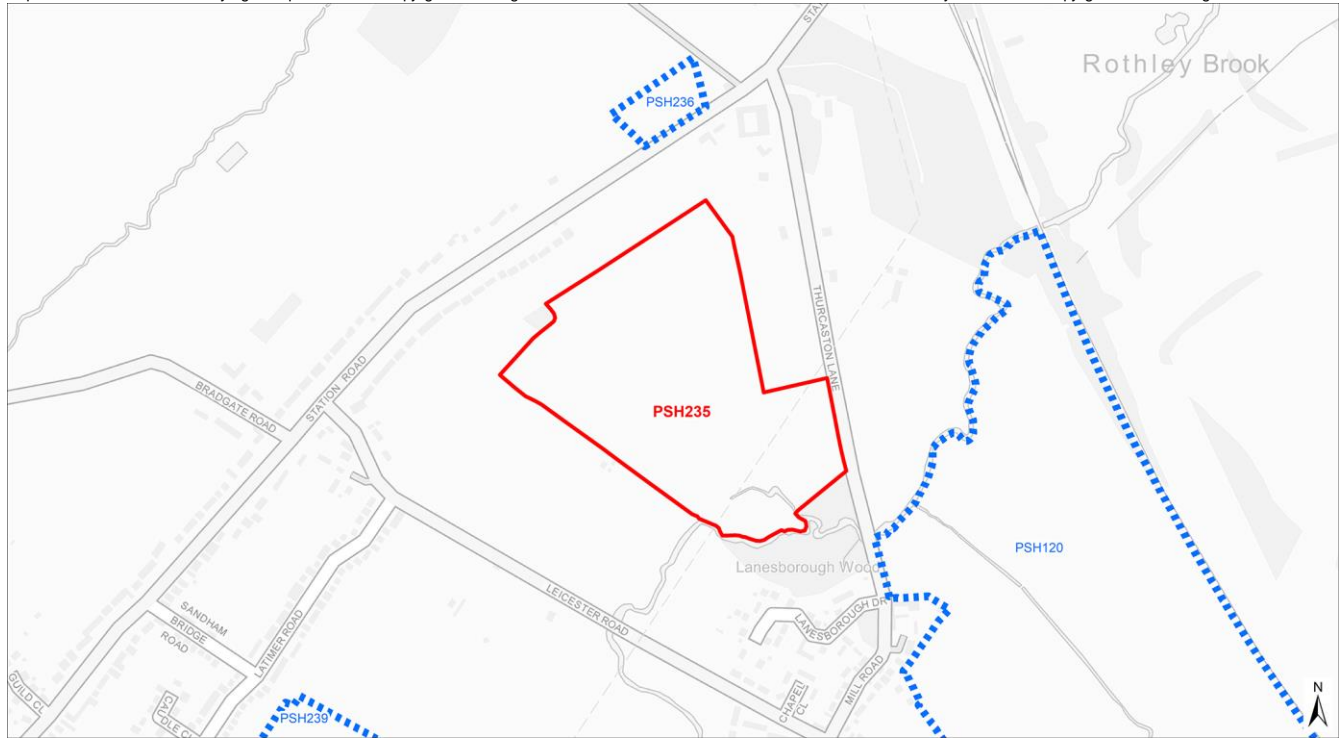 Rothley Brook
PSH236
THURCASTON LANE
BRADGATE ROAD
STATION ROAD
PSH235
PSH120
Lanesborough Wood
LANESBOROUGH DR
LEICESTER ROAD
SANDHAM
BRIDGE
ROAD
LATIMER ROAD
MILL ROAD
CHAPEL
CL
GUILD CL
PSH239
N